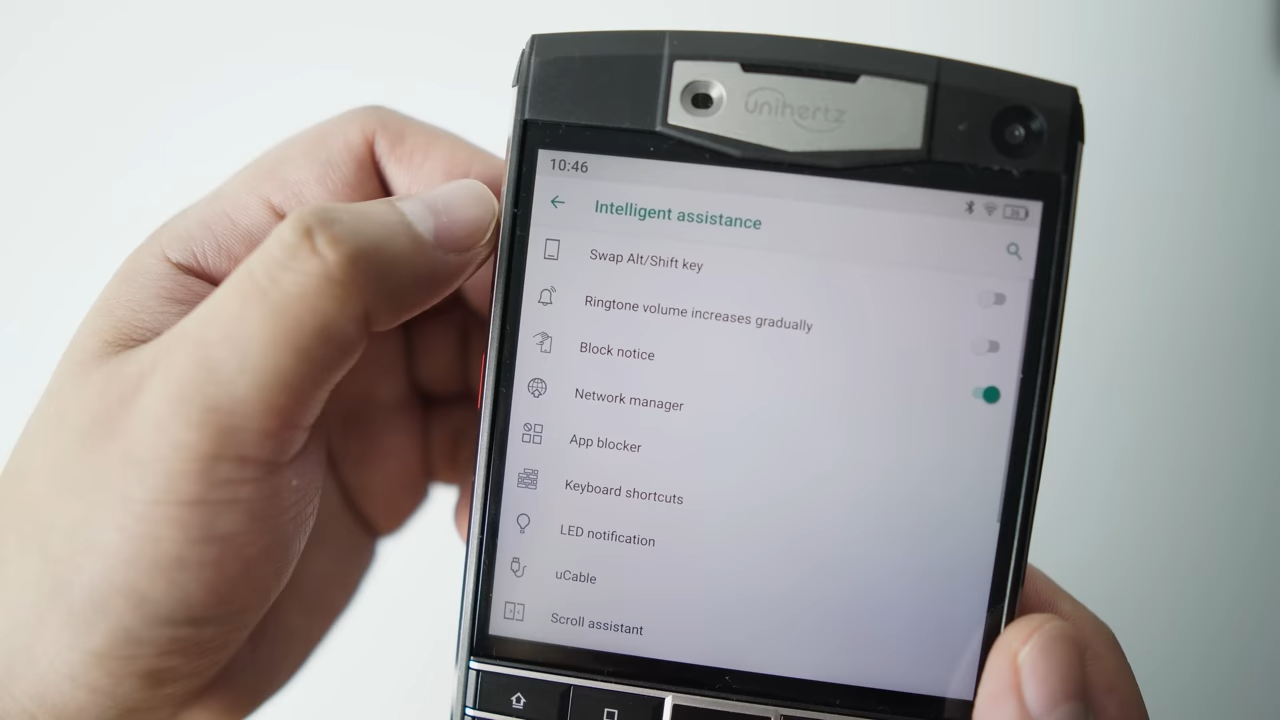 unihertz
10:46
Intelligent assistance
Swap Alt/Shift key
Ringtone volume increases gradually
Block notice
Network manager
App blocker
Keyboard shortcuts
LED notification
uCable
Scroll assistant